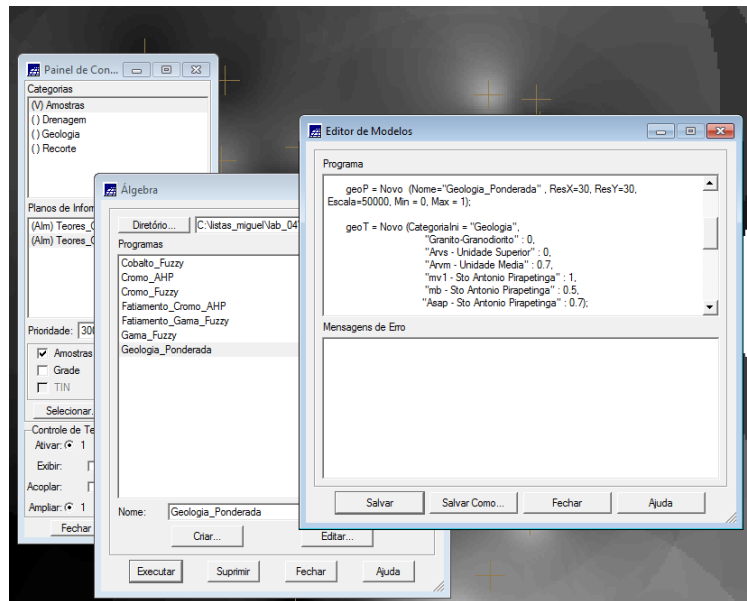 Painel de Con...
Categorias
(V) Amostras
( ) Drenagem
( ) Geologia
( ) Recorte
Planos de Inform
(Alm) Teores_C
(Alm) Teores_C
Prioridade: 300
Amostras
Grade
TIN
Selecionar.
Controle de Te
Ativar: 1
Exibir:
Acoplar:
Ampliar: 1
Fechar
Álgebra
Diretório... C:\listas_miguel\lab_04
Programas
Cobalto_Fuzzy
Cromo_AHP
Cromo_Fuzzy
Fatiamento_Cromo_AHP
Fatiamento_Gama_Fuzzy
Gama_Fuzzy
Geologia_Ponderada
Nome: Geologia_Ponderada
Criar... Editar...
Executar Suprimir Fechar Ajuda
Editor de Modelos
Programa
geoP = Novo (Nome="Geologia_Ponderada" , ResX=30, ResY=30,
Escala=50000, Min = 0, Max = 1);
geoT = Novo (CategoriaIni = "Geologia",
"Granito-Granodiorito" : 0,
"Arvs - Unidade Superior" : 0,
"Arvm - Unidade Media" : 0.7,
"mv1 - Sto Antonio Pirapetinga" : 1,
"mb - Sto Antonio Pirapetinga" : 0.5,
"Asap - Sto Antonio Pirapetinga" : 0.7);
Mensagens de Erro
Salvar Salvar Como... Fechar Ajuda